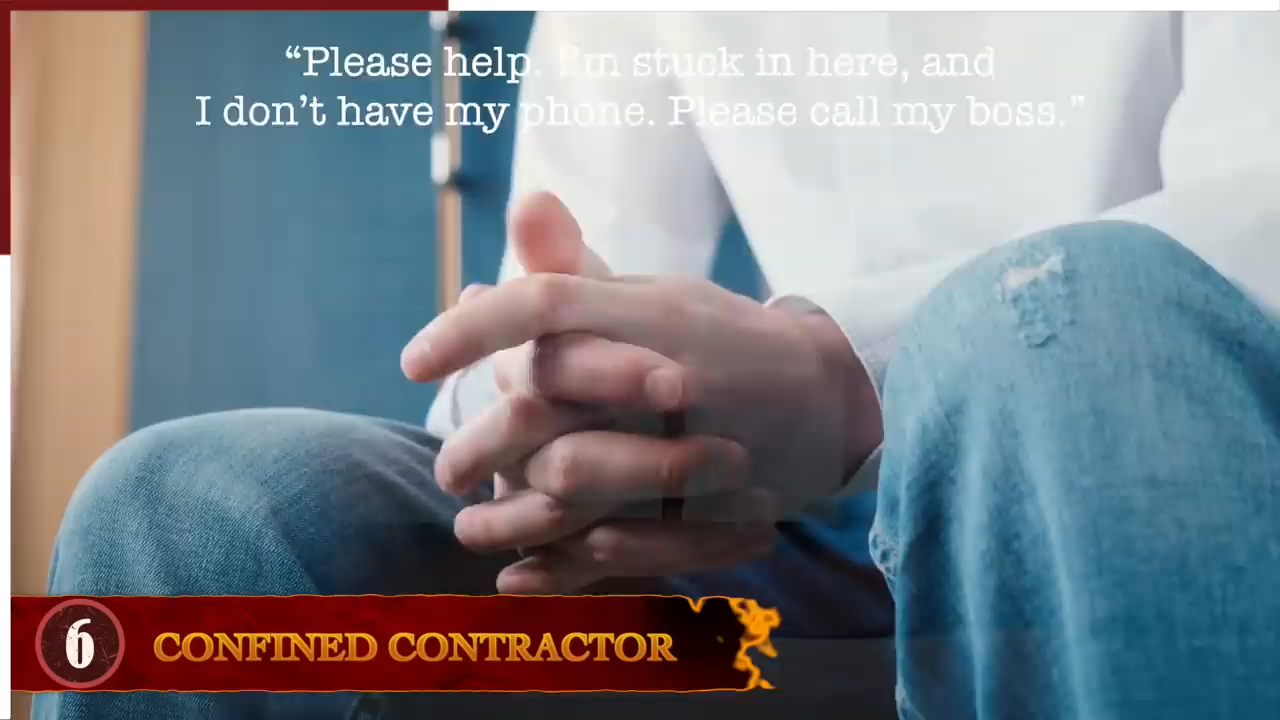 “Please help. I'm stuck in here, and
I don't have my phone. Please call my boss.”
6
CONFINED CONTRACTOR